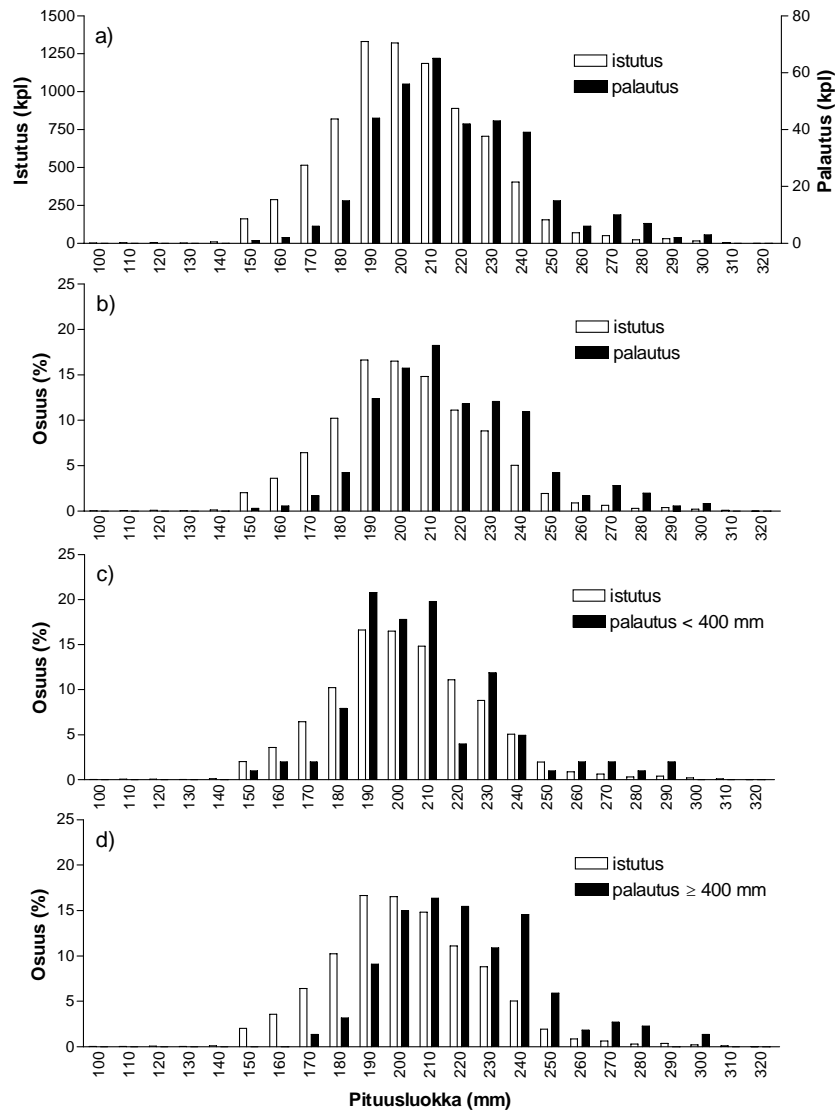 a)
1500
1250
1000
750
500
250
0
Istutus (kpl)
80
60
40
20
0
Palautus (kpl)
istutus
palautus
100 110 120 130 140 150 160 170 180 190 200 210 220 230 240 250 260 270 280 290 300 310 320
b)
25
20
15
10
5
0
Osuus (%)
istutus
palautus
100 110 120 130 140 150 160 170 180 190 200 210 220 230 240 250 260 270 280 290 300 310 320
c)
25
20
15
10
5
0
Osuus (%)
istutus
palautus < 400 mm
100 110 120 130 140 150 160 170 180 190 200 210 220 230 240 250 260 270 280 290 300 310 320
d)
25
20
15
10
5
0
Osuus (%)
istutus
palautus ≥ 400 mm
100 110 120 130 140 150 160 170 180 190 200 210 220 230 240 250 260 270 280 290 300 310 320
Pituusluokka (mm)